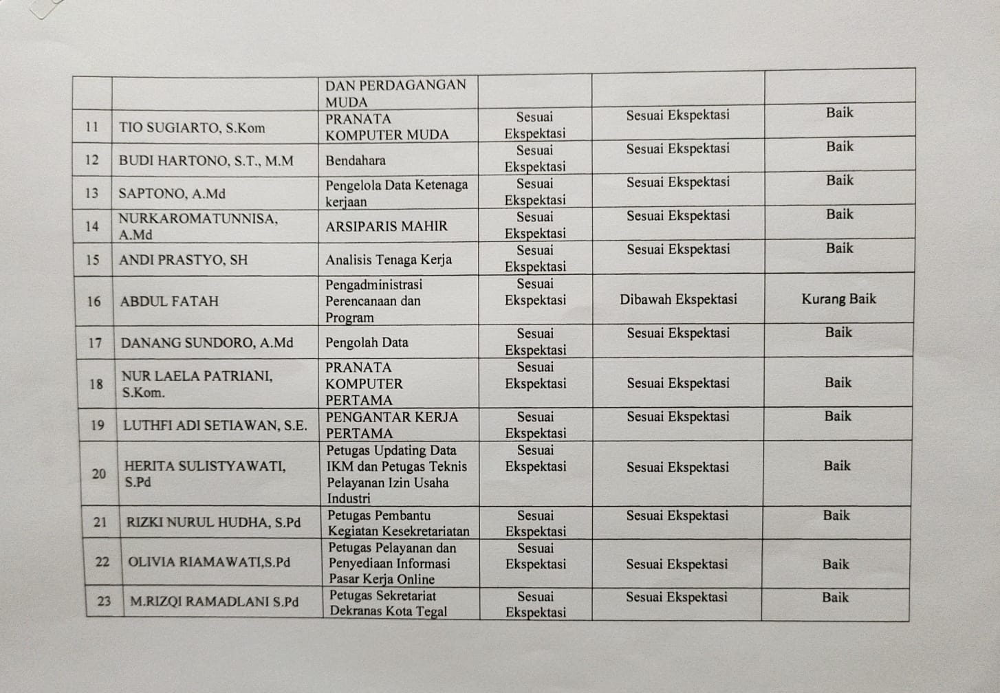 DAN PERDAGANGAN
MUDA
11 TIO SUGIARTO, S.Kom PRANATA KOMPUTER MUDA Sesuai Ekspektasi Sesuai Ekspektasi Baik
12 BUDI HARTONO, S.T., M.M Bendahara Sesuai Ekspektasi Sesuai Ekspektasi Baik
13 SAPTONO, A.Md Pengelola Data Ketenaga kerjaan Sesuai Ekspektasi Sesuai Ekspektasi Baik
14 NURKAROMATUNNISA, A.Md ARSIPARIS MAHIR Sesuai Ekspektasi Sesuai Ekspektasi Baik
15 ANDI PRASTYO, SH Analisis Tenaga Kerja Sesuai Ekspektasi Sesuai Ekspektasi Baik
16 ABDUL FATAH Pengadministrasi Perencanaan dan Program Sesuai Ekspektasi Dibawah Ekspektasi Kurang Baik
17 DANANG SUNDORO, A.Md Pengolah Data Sesuai Ekspektasi Sesuai Ekspektasi Baik
18 NUR LAELA PATRIANI, S.Kom. PRANATA KOMPUTER PERTAMA Sesuai Ekspektasi Sesuai Ekspektasi Baik
19 LUTHFI ADI SETIAWAN, S.E. PENGANTAR KERJA PERTAMA Sesuai Ekspektasi Sesuai Ekspektasi Baik
20 HERITA SULISTYAWATI, S.Pd Petugas Updating Data IKM dan Petugas Teknis Pelayanan Izin Usaha Industri Sesuai Ekspektasi Sesuai Ekspektasi Baik
21 RIZKI NURUL HUDHA, S.Pd Petugas Pembantu Kegiatan Kesekretariatan Sesuai Ekspektasi Sesuai Ekspektasi Baik
22 OLIVIA RIAMAWATI,S.Pd Petugas Pelayanan dan Penyediaan Informasi Pasar Kerja Online Sesuai Ekspektasi Sesuai Ekspektasi Baik
23 M.RIZQI RAMADLANI S.Pd Petugas Sekretariat Dekranas Kota Tegal Sesuai Ekspektasi Sesuai Ekspektasi Baik